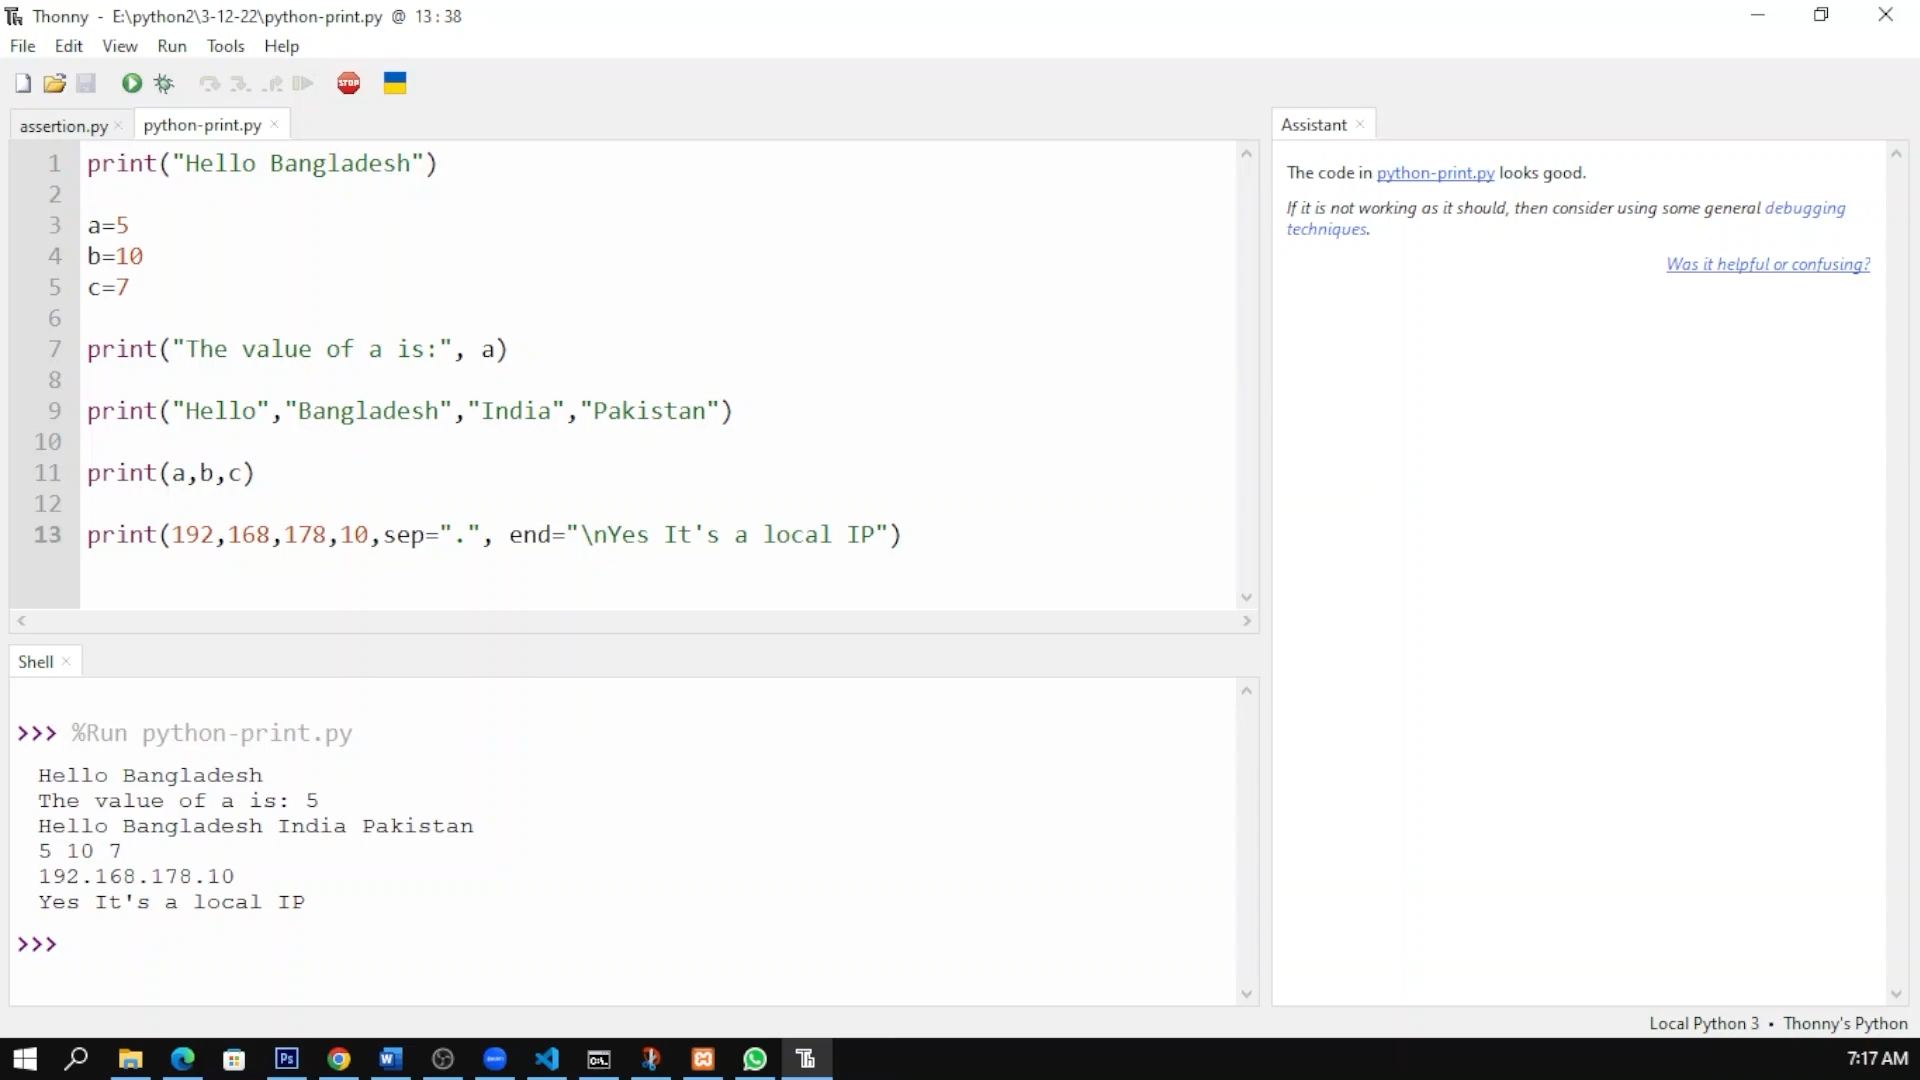 Thonny - E:\python2\3-12-22\python-print.py @ 13:38
File Edit View Run Tools Help
STOP
assertion.py python-print.py
1 print("Hello Bangladesh")
2
3 a=5
4 b=10
5 c=7
6
7 print("The value of a is:", a)
8
9 print("Hello","Bangladesh","India","Pakistan")
10
11 print(a,b,c)
12
13 print(192,168,178,10,sep=".", end="\nYes It's a local IP")
Shell
>>> %Run python-print.py
Hello Bangladesh
The value of a is: 5
Hello Bangladesh India Pakistan
5 10 7
192.168.178.10
Yes It's a local IP
>>>
Assistant
The code in python-print.py looks good.
If it is not working as it should, then consider using some general debugging
techniques.
Was it helpful or confusing?
Local Python 3 • Thonny's Python
Ps
7:17 AM